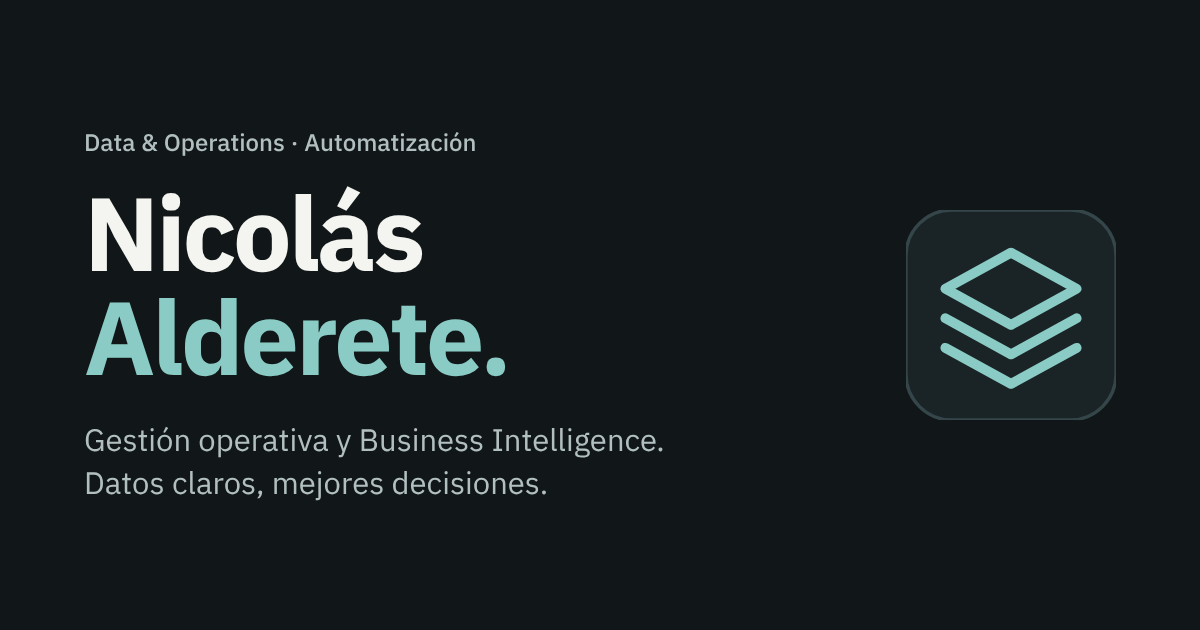 Data & Operations · Automatización
Nicolás
Alderete.
Gestión operativa y Business Intelligence.
Datos claros, mejores decisiones.